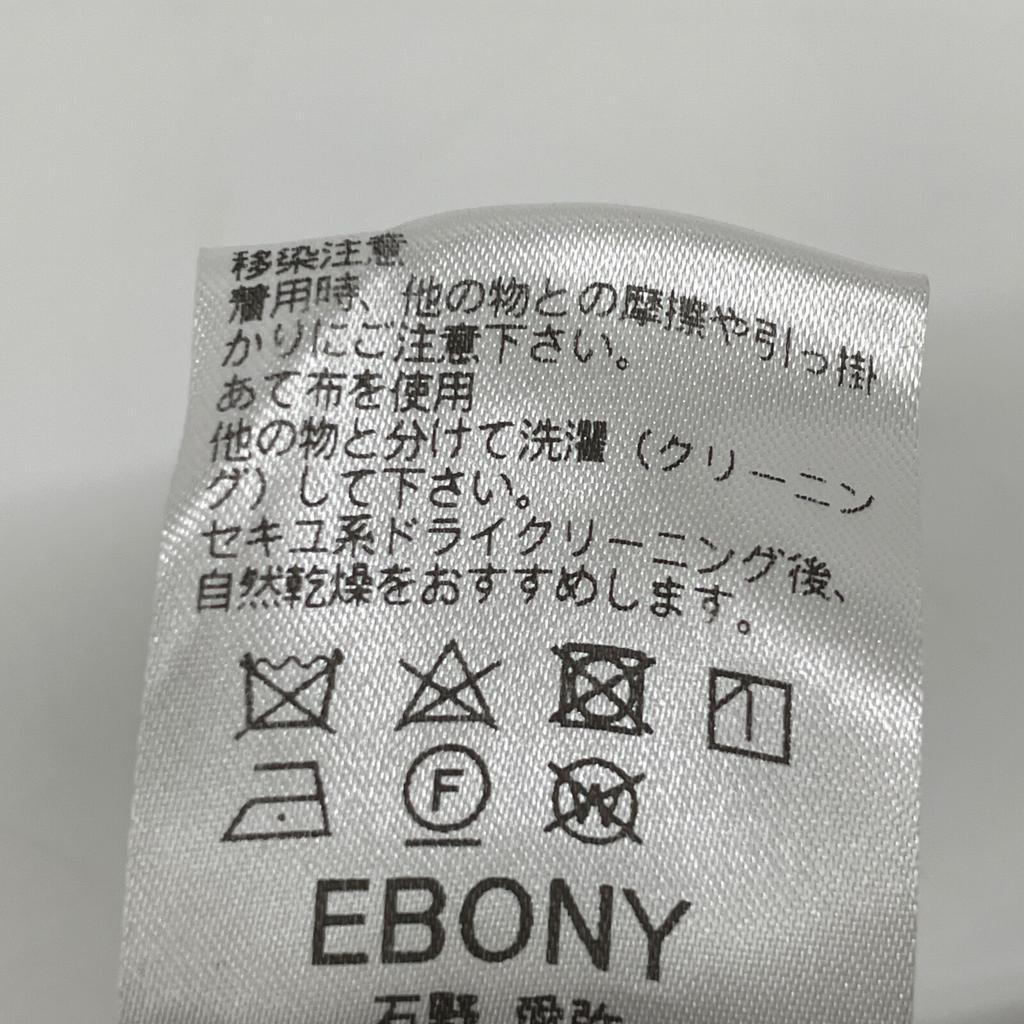 移染注意
着用時、他の物との摩擦や引っ掛
かりにご注意下さい。
あて布を使用
他の物と分けて洗濯（クリーニン
グ）して下さい。
セキユ系ドライクリーニング後、
自然乾燥をおすすめします。
F
W
EBONY
石野 愛弥